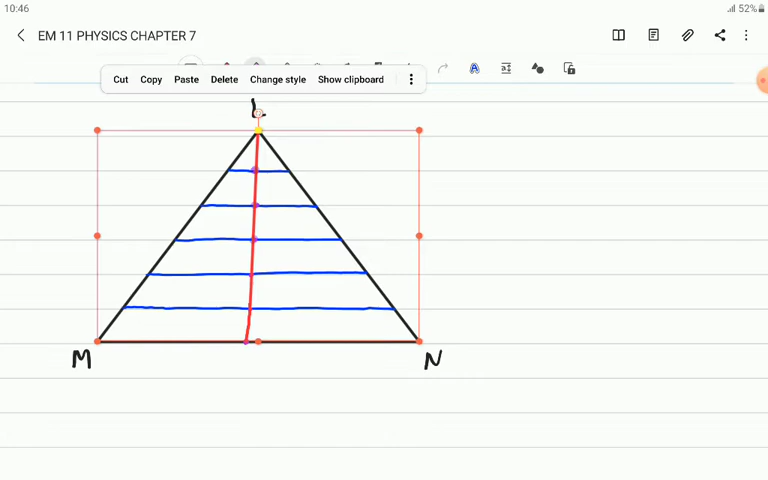 10:46 52%
EM 11 PHYSICS CHAPTER 7
Cut Copy Paste Delete Change style Show clipboard
L
M N